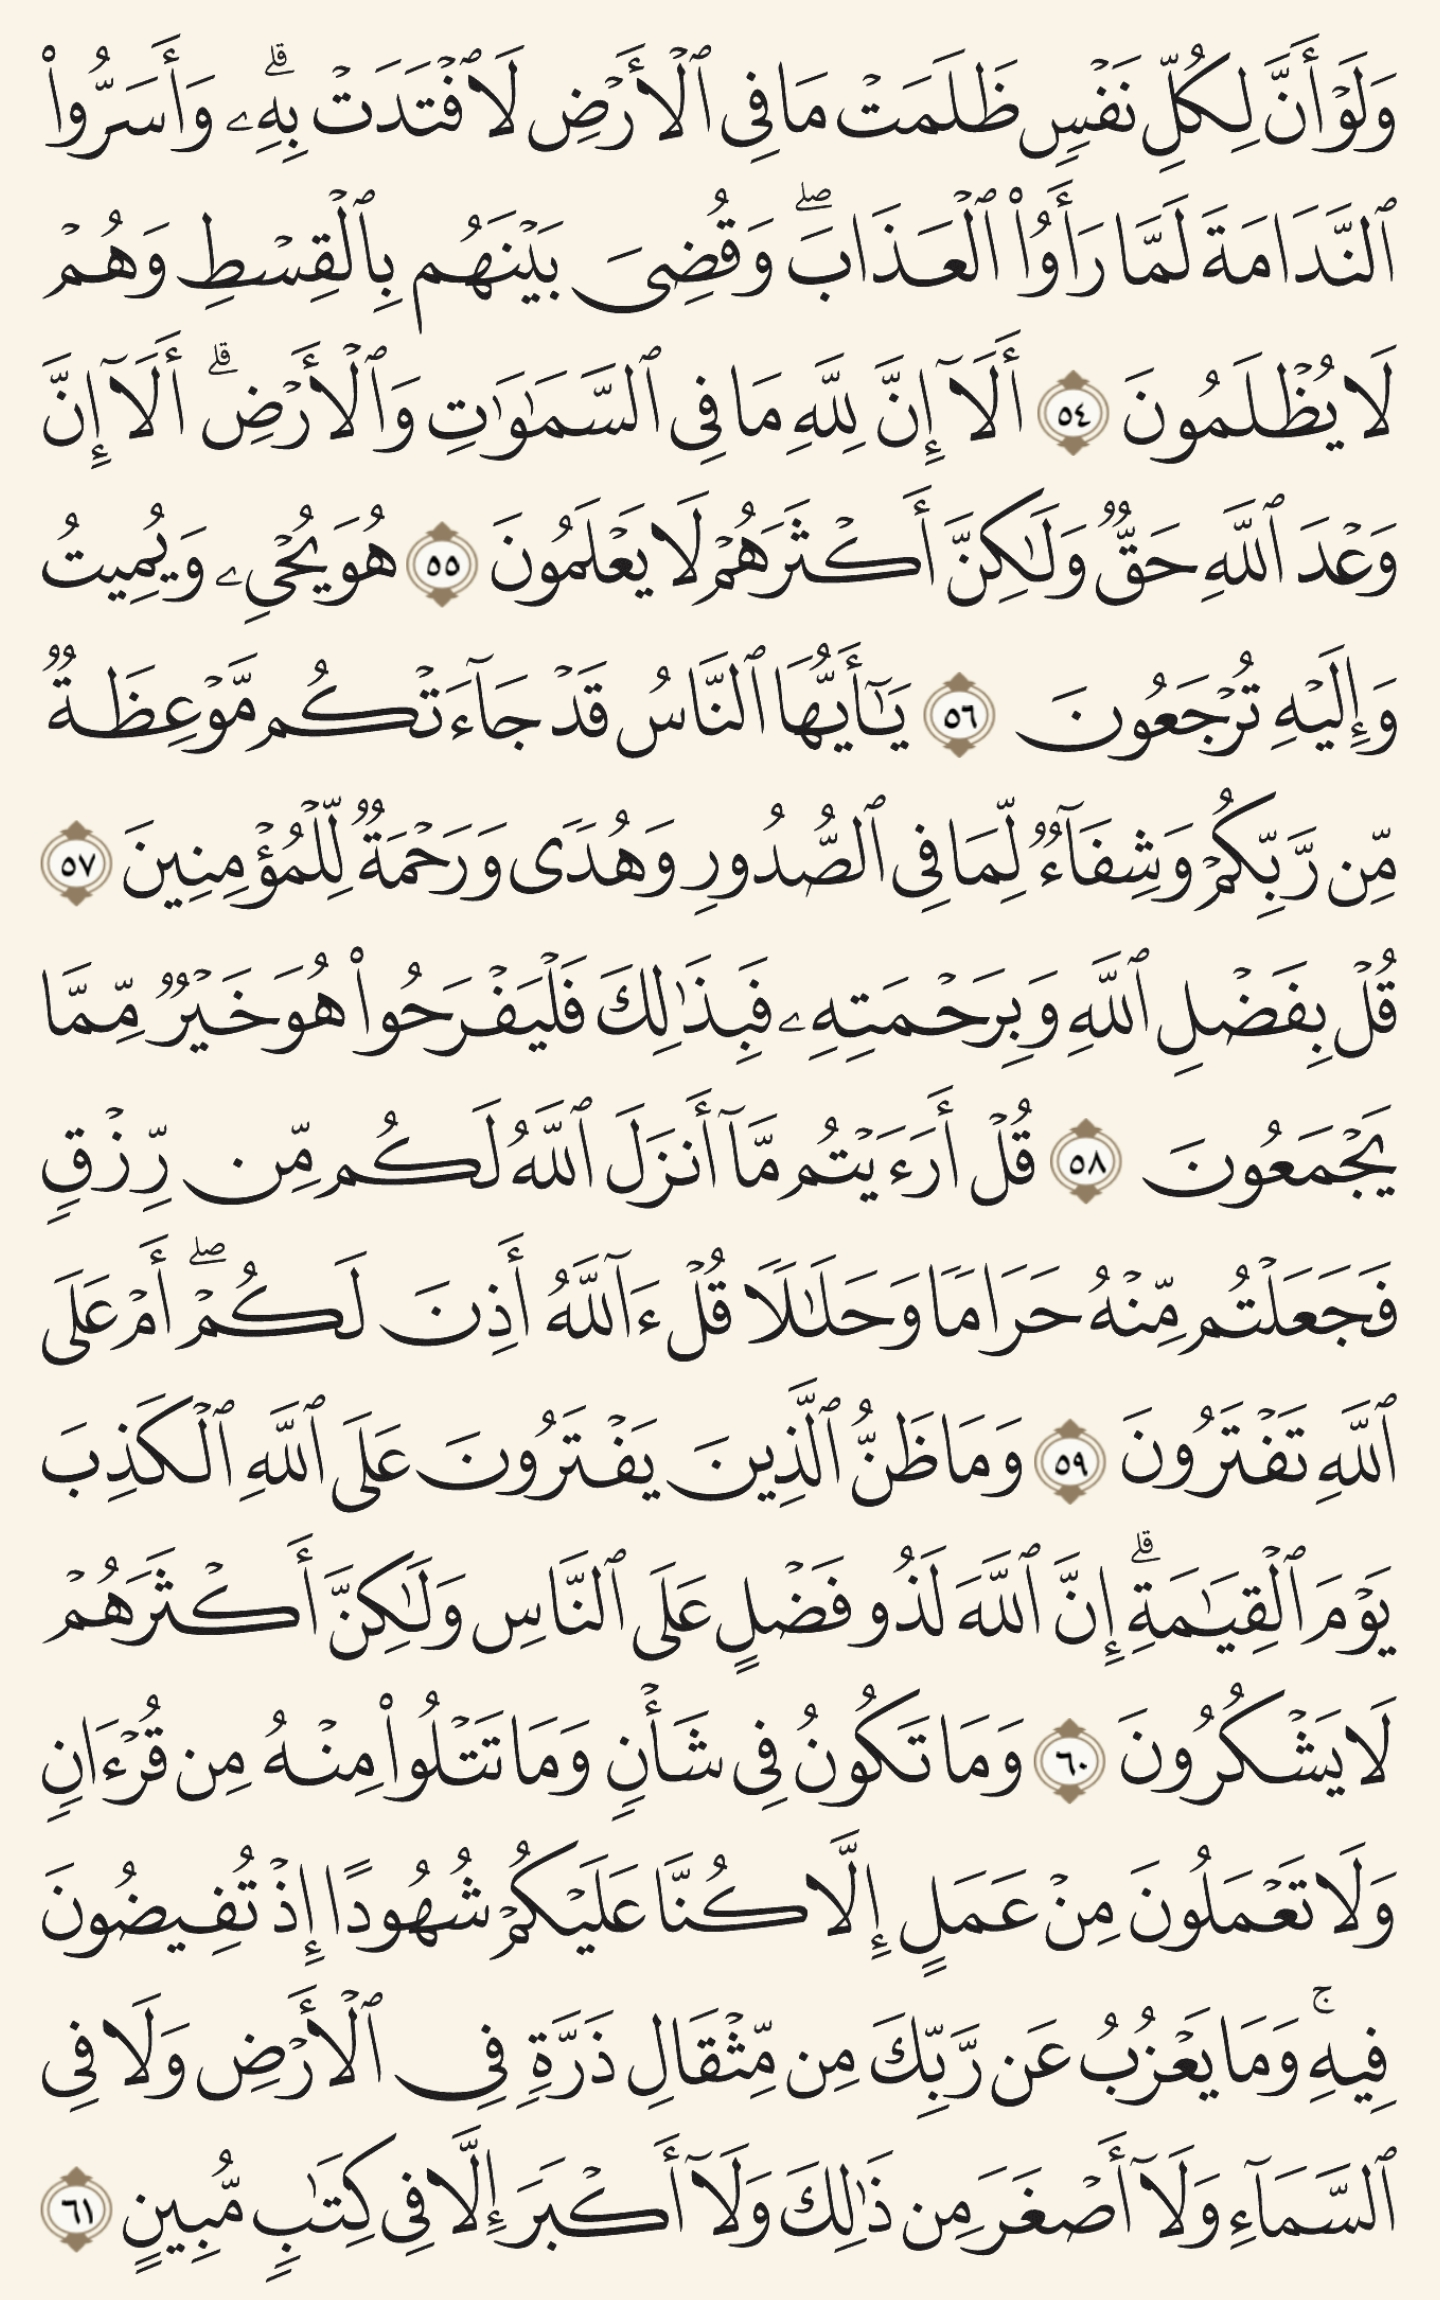 وَلَوْ أَنَّ لِكُلِّ نَفْسٍ ظَلَمَتْ مَا فِى ٱلْأَرْضِ لَٱفْتَدَتْ بِهِۦ ۗ وَأَسَرُّوا۟
ٱلنَّدَامَةَ لَمَّا رَأَوُا۟ ٱلْعَذَابَ ۖ وَقُضِىَ بَيْنَهُم بِٱلْقِسْطِ وَهُمْ
لَا يُظْلَمُونَ ٥٤ أَلَآ إِنَّ لِلَّهِ مَا فِى ٱلسَّمَـٰوَٰتِ وَٱلْأَرْضِ ۗ أَلَآ إِنَّ
وَعْدَ ٱللَّهِ حَقٌّ وَلَـٰكِنَّ أَكْثَرَهُمْ لَا يَعْلَمُونَ ٥٥ هُوَ يُحْىِۦ وَيُمِيتُ
وَإِلَيْهِ تُرْجَعُونَ ٥٦ يَـٰٓأَيُّهَا ٱلنَّاسُ قَدْ جَآءَتْكُم مَّوْعِظَةٌ
مِّن رَّبِّكُمْ وَشِفَآءٌ لِّمَا فِى ٱلصُّدُورِ وَهُدًى وَرَحْمَةٌ لِّلْمُؤْمِنِينَ ٥٧
قُلْ بِفَضْلِ ٱللَّهِ وَبِرَحْمَتِهِۦ فَبِذَٰلِكَ فَلْيَفْرَحُوا۟ هُوَ خَيْرٌ مِّمَّا
يَجْمَعُونَ ٥٨ قُلْ أَرَءَيْتُم مَّآ أَنزَلَ ٱللَّهُ لَكُم مِّن رِّزْقٍ
فَجَعَلْتُم مِّنْهُ حَرَامًا وَحَلَـٰلًا قُلْ ءَآللَّهُ أَذِنَ لَكُمْ ۖ أَمْ عَلَى
ٱللَّهِ تَفْتَرُونَ ٥٩ وَمَا ظَنُّ ٱلَّذِينَ يَفْتَرُونَ عَلَى ٱللَّهِ ٱلْكَذِبَ
يَوْمَ ٱلْقِيَـٰمَةِ ۗ إِنَّ ٱللَّهَ لَذُو فَضْلٍ عَلَى ٱلنَّاسِ وَلَـٰكِنَّ أَكْثَرَهُمْ
لَا يَشْكُرُونَ ٦٠ وَمَا تَكُونُ فِى شَأْنٍ وَمَا تَتْلُوا۟ مِنْهُ مِن قُرْءَانٍ
وَلَا تَعْمَلُونَ مِنْ عَمَلٍ إِلَّا كُنَّا عَلَيْكُمْ شُهُودًا إِذْ تُفِيضُونَ
فِيهِ ۚ وَمَا يَعْزُبُ عَن رَّبِّكَ مِن مِّثْقَالِ ذَرَّةٍ فِى ٱلْأَرْضِ وَلَا فِى
ٱلسَّمَآءِ وَلَآ أَصْغَرَ مِن ذَٰلِكَ وَلَآ أَكْبَرَ إِلَّا فِى كِتَـٰبٍ مُّبِينٍ ٦١